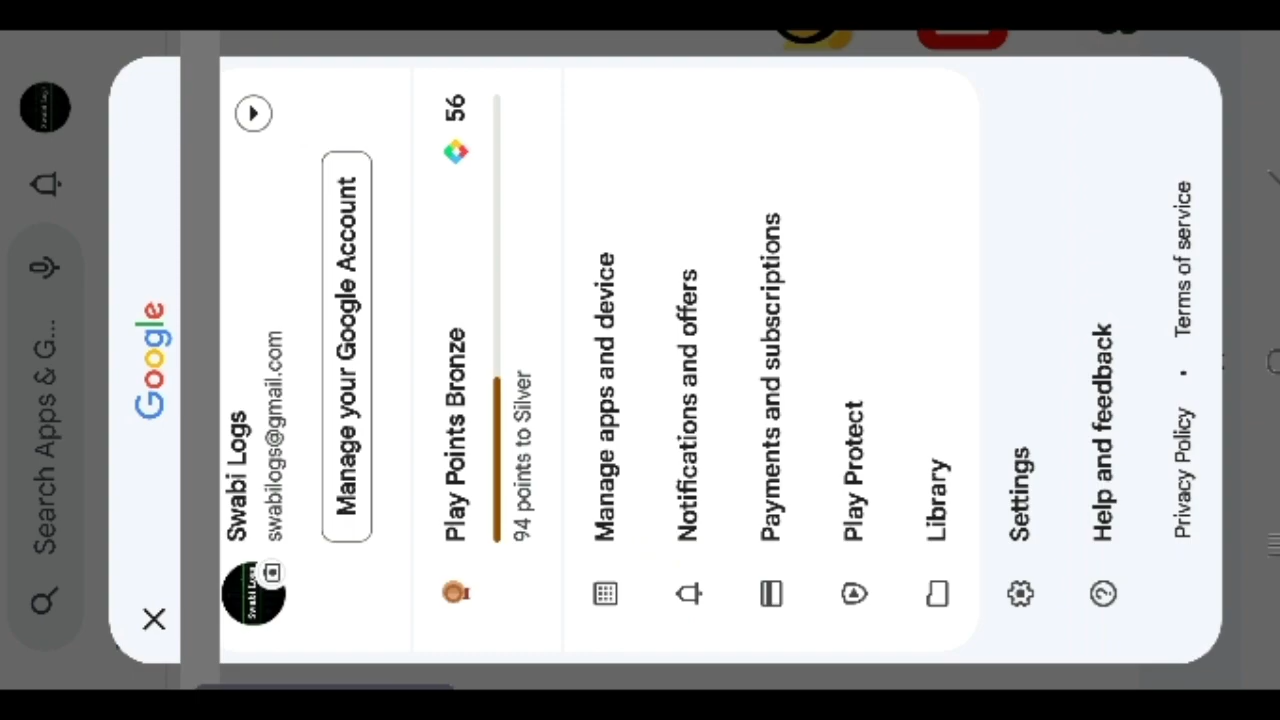 Search Apps & G...
Google
Swabi Logs
swabilogs@gmail.com
Manage your Google Account
Play Points Bronze 56
94 points to Silver
Manage apps and device
Notifications and offers
Payments and subscriptions
Play Protect
Library
Settings
Help and feedback
Privacy Policy • Terms of service